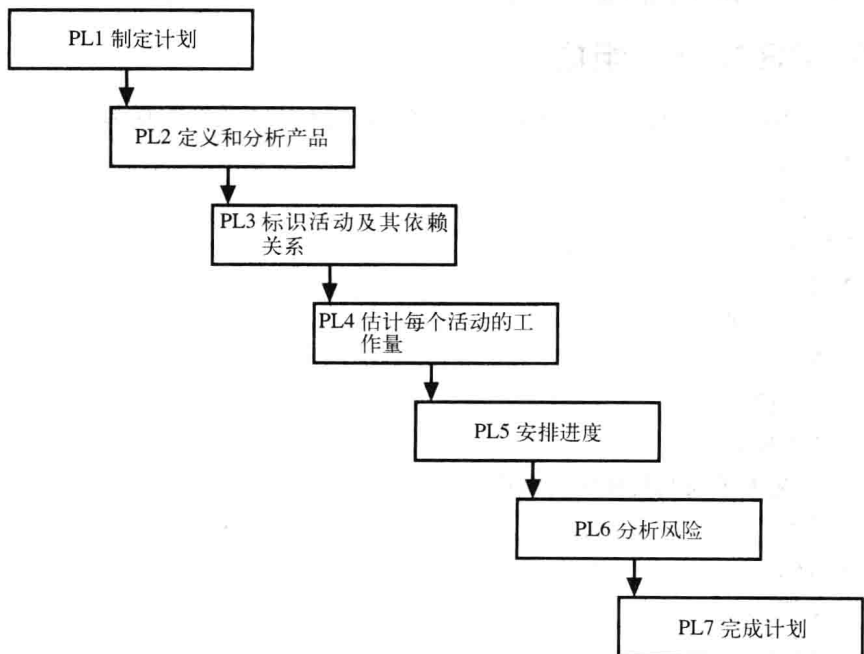 PL1 制定计划
PL2 定义和分析产品
PL3 标识活动及其依赖
关系
PL4 估计每个活动的工
作量
PL5 安排进度
PL6 分析风险
PL7 完成计划